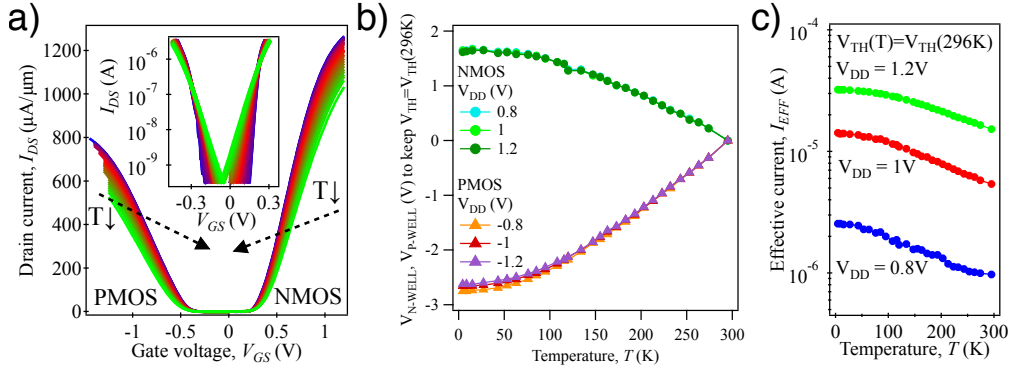 a)
Drain current, I_DS (μA/μm)
1200
1000
800
600
400
200
0
-1
-0.5
0
0.5
1
Gate voltage, V_GS (V)
PMOS
NMOS
T↓
T↓
I_DS (A)
10^-6
10^-7
10^-8
10^-9
-0.3
0
0.3
V_GS (V)
b)
V_N-WELL, V_P-WELL (V) to keep V_TH=V_TH(296K)
2
1
0
-1
-2
-3
NMOS
V_DD (V)
0.8
1
1.2
PMOS
V_DD (V)
-0.8
-1
-1.2
0
50
100
150
200
250
300
Temperature, T (K)
c)
Effective current, I_EFF (A)
10^-4
10^-5
10^-6
V_TH(T)=V_TH(296K)
V_DD = 1.2V
V_DD = 1V
V_DD = 0.8V
0
100
200
300
Temperature, T (K)